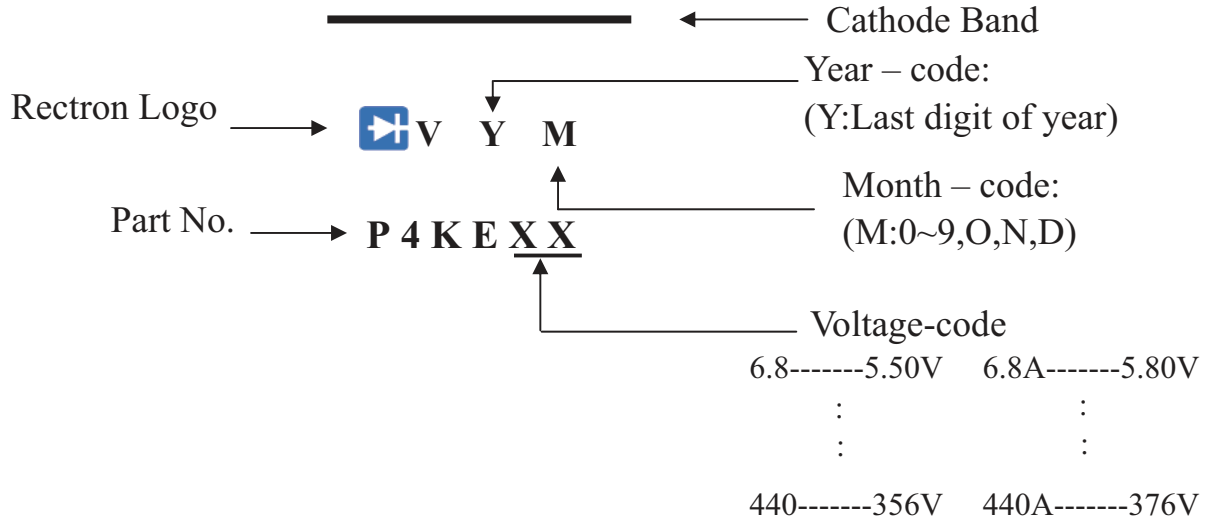 Cathode Band
Year – code:
(Y:Last digit of year)
Rectron Logo
V Y M
Month – code:
(M:0~9,O,N,D)
Part No.
P 4 K E X X
Voltage-code
6.8-------5.50V 6.8A-------5.80V
: :
: :
440-------356V 440A-------376V